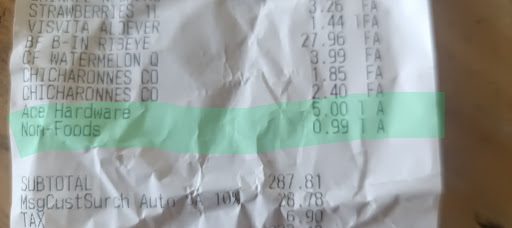 STRAWBERRIES 1 3.26 FA
VISVITA ALOEVER 1.44 TFA
BF B-IN RIBEYE 27.96 FA
CF WATERMELON Q 3.99 FA
CHICHARONNES CO 1.85 FA
CHICHARONNES CO 2.40 FA
Ace Hardware 5.00 T A
Non-Foods 0.99 T A
SUBTOTAL 287.81
MsgCustSurch Auto 10% 28.78
TAX 6.90